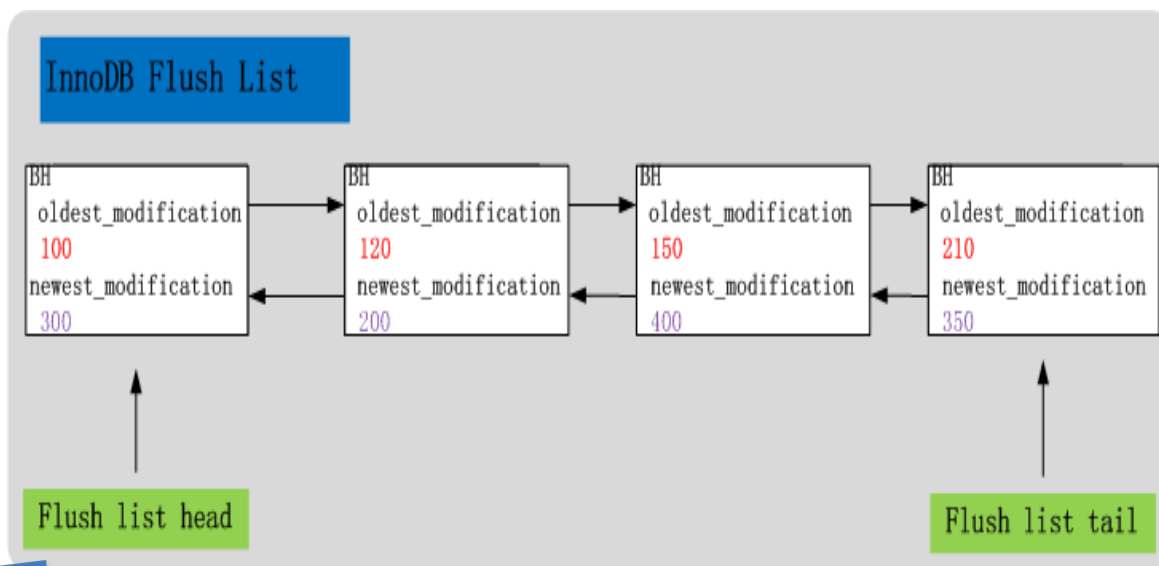 InnoDB Flush List
BH
oldest_modification
100
newest_modification
300
BH
oldest_modification
120
newest_modification
200
BH
oldest_modification
150
newest_modification
400
BH
oldest_modification
210
newest_modification
350
Flush list head
Flush list tail